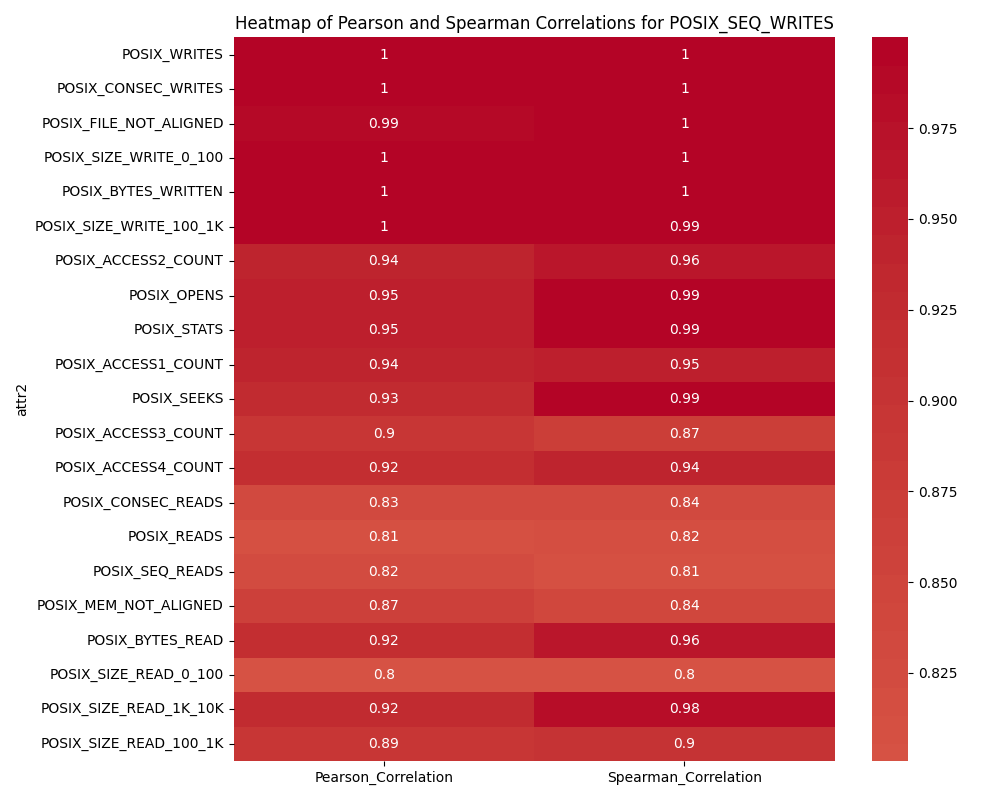 Heatmap of Pearson and Spearman Correlations for POSIX_SEQ_WRITES
POSIX_WRITES 1 1
POSIX_CONSEC_WRITES 1 1
POSIX_FILE_NOT_ALIGNED 0.99 1
POSIX_SIZE_WRITE_0_100 1 1
POSIX_BYTES_WRITTEN 1 1
POSIX_SIZE_WRITE_100_1K 1 0.99
POSIX_ACCESS2_COUNT 0.94 0.96
POSIX_OPENS 0.95 0.99
POSIX_STATS 0.95 0.99
POSIX_ACCESS1_COUNT 0.94 0.95
POSIX_SEEKS 0.93 0.99
POSIX_ACCESS3_COUNT 0.9 0.87
POSIX_ACCESS4_COUNT 0.92 0.94
POSIX_CONSEC_READS 0.83 0.84
POSIX_READS 0.81 0.82
POSIX_SEQ_READS 0.82 0.81
POSIX_MEM_NOT_ALIGNED 0.87 0.84
POSIX_BYTES_READ 0.92 0.96
POSIX_SIZE_READ_0_100 0.8 0.8
POSIX_SIZE_READ_1K_10K 0.92 0.98
POSIX_SIZE_READ_100_1K 0.89 0.9
Pearson_Correlation Spearman_Correlation
attr2
0.975
0.950
0.925
0.900
0.875
0.850
0.825